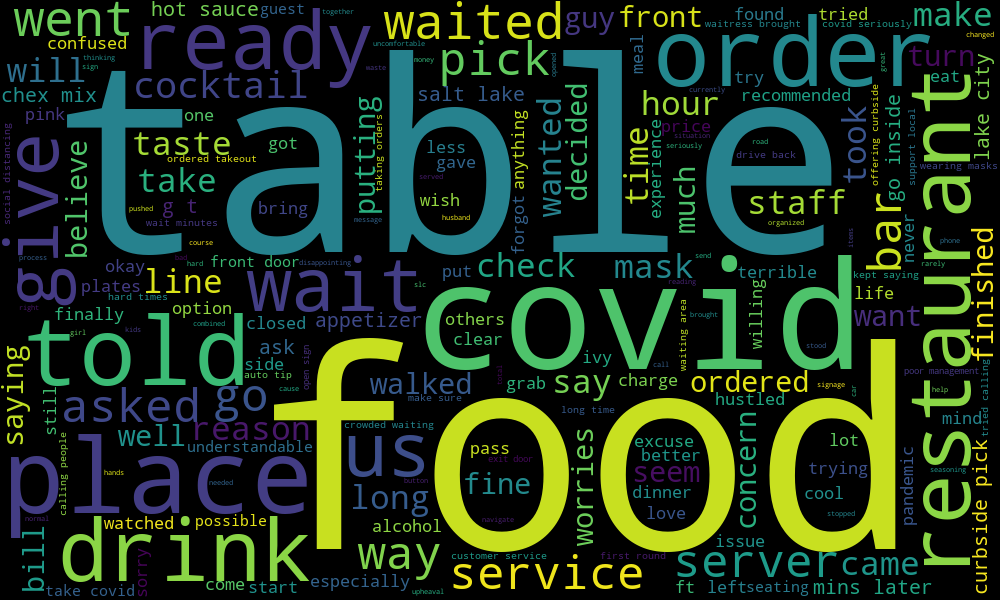 went
hot sauce
guest
together
waited
guy
front
found
tried
make
waitress brought
covid seriously
changed
confused
thinking
sign
ready
uncomfortable
pick
opened
meal
order
great
turn
will
cocktail
waste
money
try
currently
eat
lake city
chex mix
salt lake
recommended
hour
pink
one
putting
taking orders
wanted
decided
time
price
situation
experience
seriously
road
took
offering curbside
go inside
support local
wearing masks
social distancing
taste
ordered takeout
got
less
gave
drive back
table
believe
take
served
wish
husband
forgot anything
much
staff
organized
bar
never
phone
rarely
restaurant
give
pushed
g t
wait minutes
bring
message
course
process
hard
too
front door
disappointing
okay
plates
hard times
line
wait
slc
put
check
mask
send
reading
terrible
items
kept saying
life
want
finished
right
option
finally
girl
kids
combined
closed
appetizer
covid
others
clear
willing
waiting area
brought
stood
told
ask
side
auto tip
cause
open sign
ivy
call
poor management
help
tried calling
saying
still
asked
go
walked
make sure
grab
total
say
charge
ordered
signage
car
hustled
mind
well
reason
understandable
crowded waiting
long time
food
place
calling people
hands
needed
us
button
long
pass
exit door
fine
navigate
worries
excuse
better
seem
dinner
love
concern
lot
trying
cool
stopped
pandemic
seasoning
curbside pick
normal
watched
possible
alcohol
drink
way
customer service
first round
issue
bill
sorry
take covid
come
start
especially
upheaval
service
server
came
ft left
seating
mins later